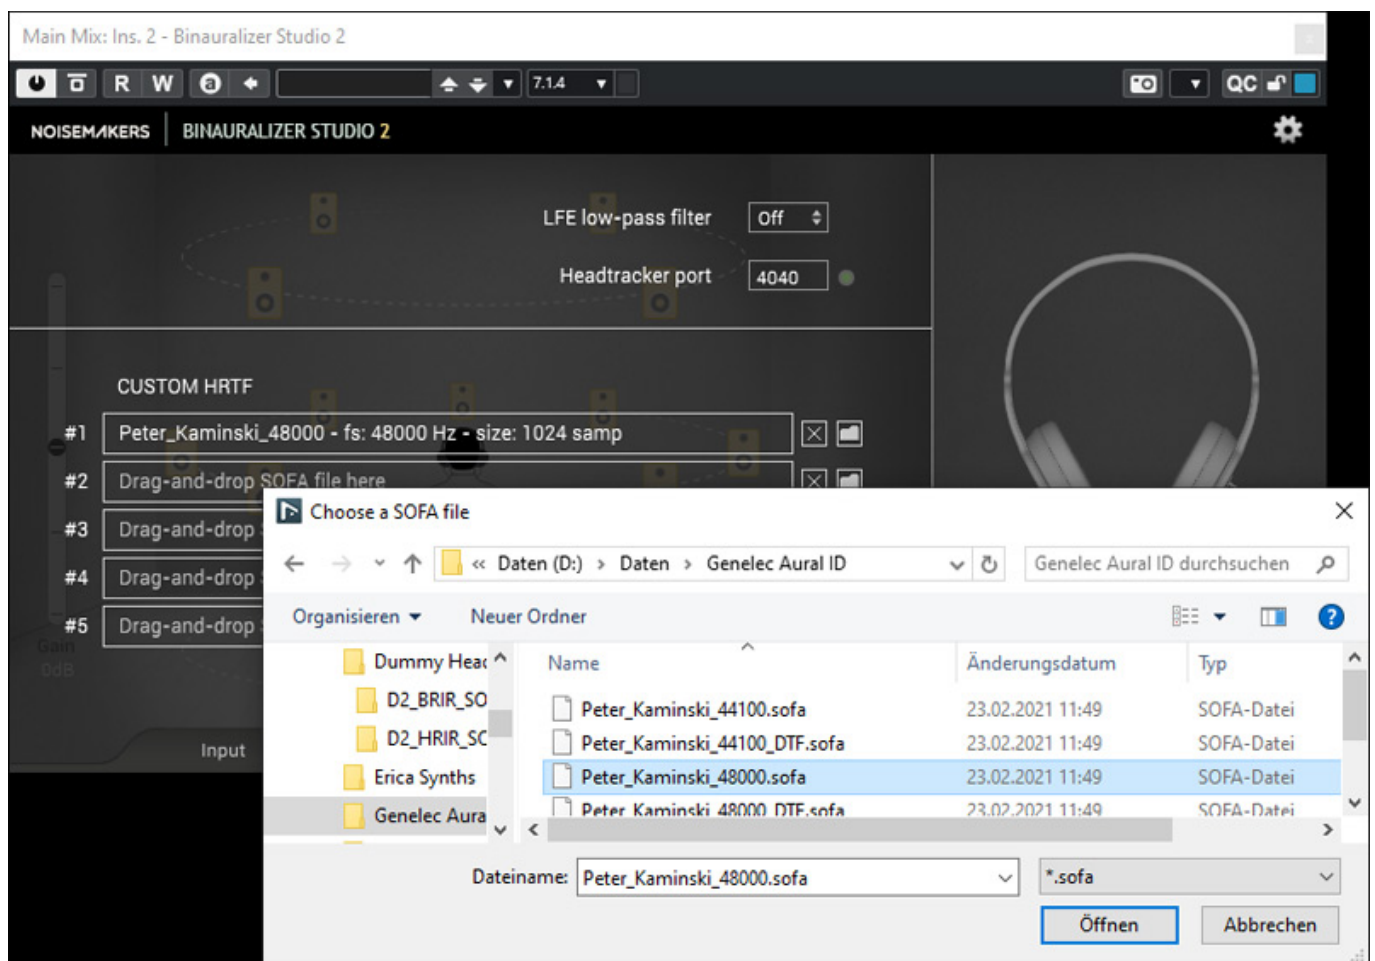 Main Mix: Ins. 2 - Binauralizer Studio 2
R W a 7.1.4 QC
NOISEMAKERS BINAURALIZER STUDIO 2
LFE low-pass filter Off
Headtracker port 4040
CUSTOM HRTF
#1 Peter_Kaminski_48000 - fs: 48000 Hz - size: 1024 samp
#2 Drag-and-drop SOFA file here
#3 Drag-and-drop
#4 Drag-and-drop
#5 Drag-and-drop
Gain
0dB
Input
Choose a SOFA file
« Daten (D:) > Daten > Genelec Aural ID
Genelec Aural ID durchsuchen
Organisieren Neuer Ordner
Dummy Head
D2_BRIR_SO
D2_HRIR_SC
Erica Synths
Genelec Aura
Name Änderungsdatum Typ
Peter_Kaminski_44100.sofa 23.02.2021 11:49 SOFA-Datei
Peter_Kaminski_44100_DTF.sofa 23.02.2021 11:49 SOFA-Datei
Peter_Kaminski_48000.sofa 23.02.2021 11:49 SOFA-Datei
Peter_Kaminski_48000_DTF.sofa 23.02.2021 11:49 SOFA-Datei
Dateiname: Peter_Kaminski_48000.sofa *.sofa
Öffnen Abbrechen